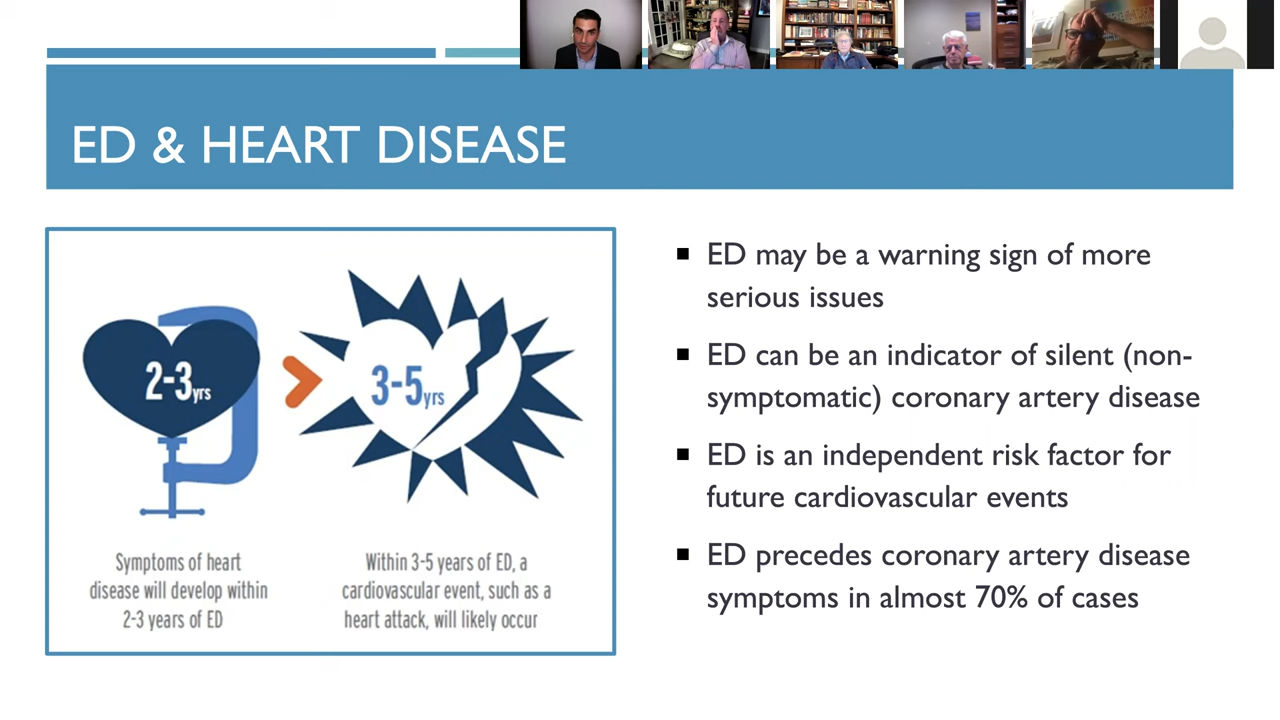 ED & HEART DISEASE
2-3yrs
3-5yrs
Symptoms of heart
disease will develop within
2-3 years of ED
Within 3-5 years of ED, a
cardiovascular event, such as a
heart attack, will likely occur
ED may be a warning sign of more
serious issues
ED can be an indicator of silent (non-
symptomatic) coronary artery disease
ED is an independent risk factor for
future cardiovascular events
ED precedes coronary artery disease
symptoms in almost 70% of cases